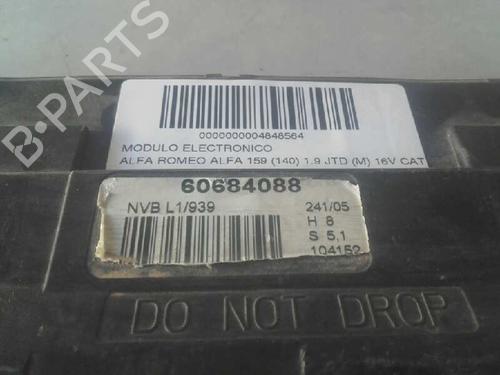 0000000004848564
MODULO ELECTRONICO
ALFA ROMEO ALFA 159 (140) 1.9 JTD (M) 16V CAT
60684088
NVB L1/939
241/05
H 8
S 5,1
104152
DO NOT DROP
B-PARTS